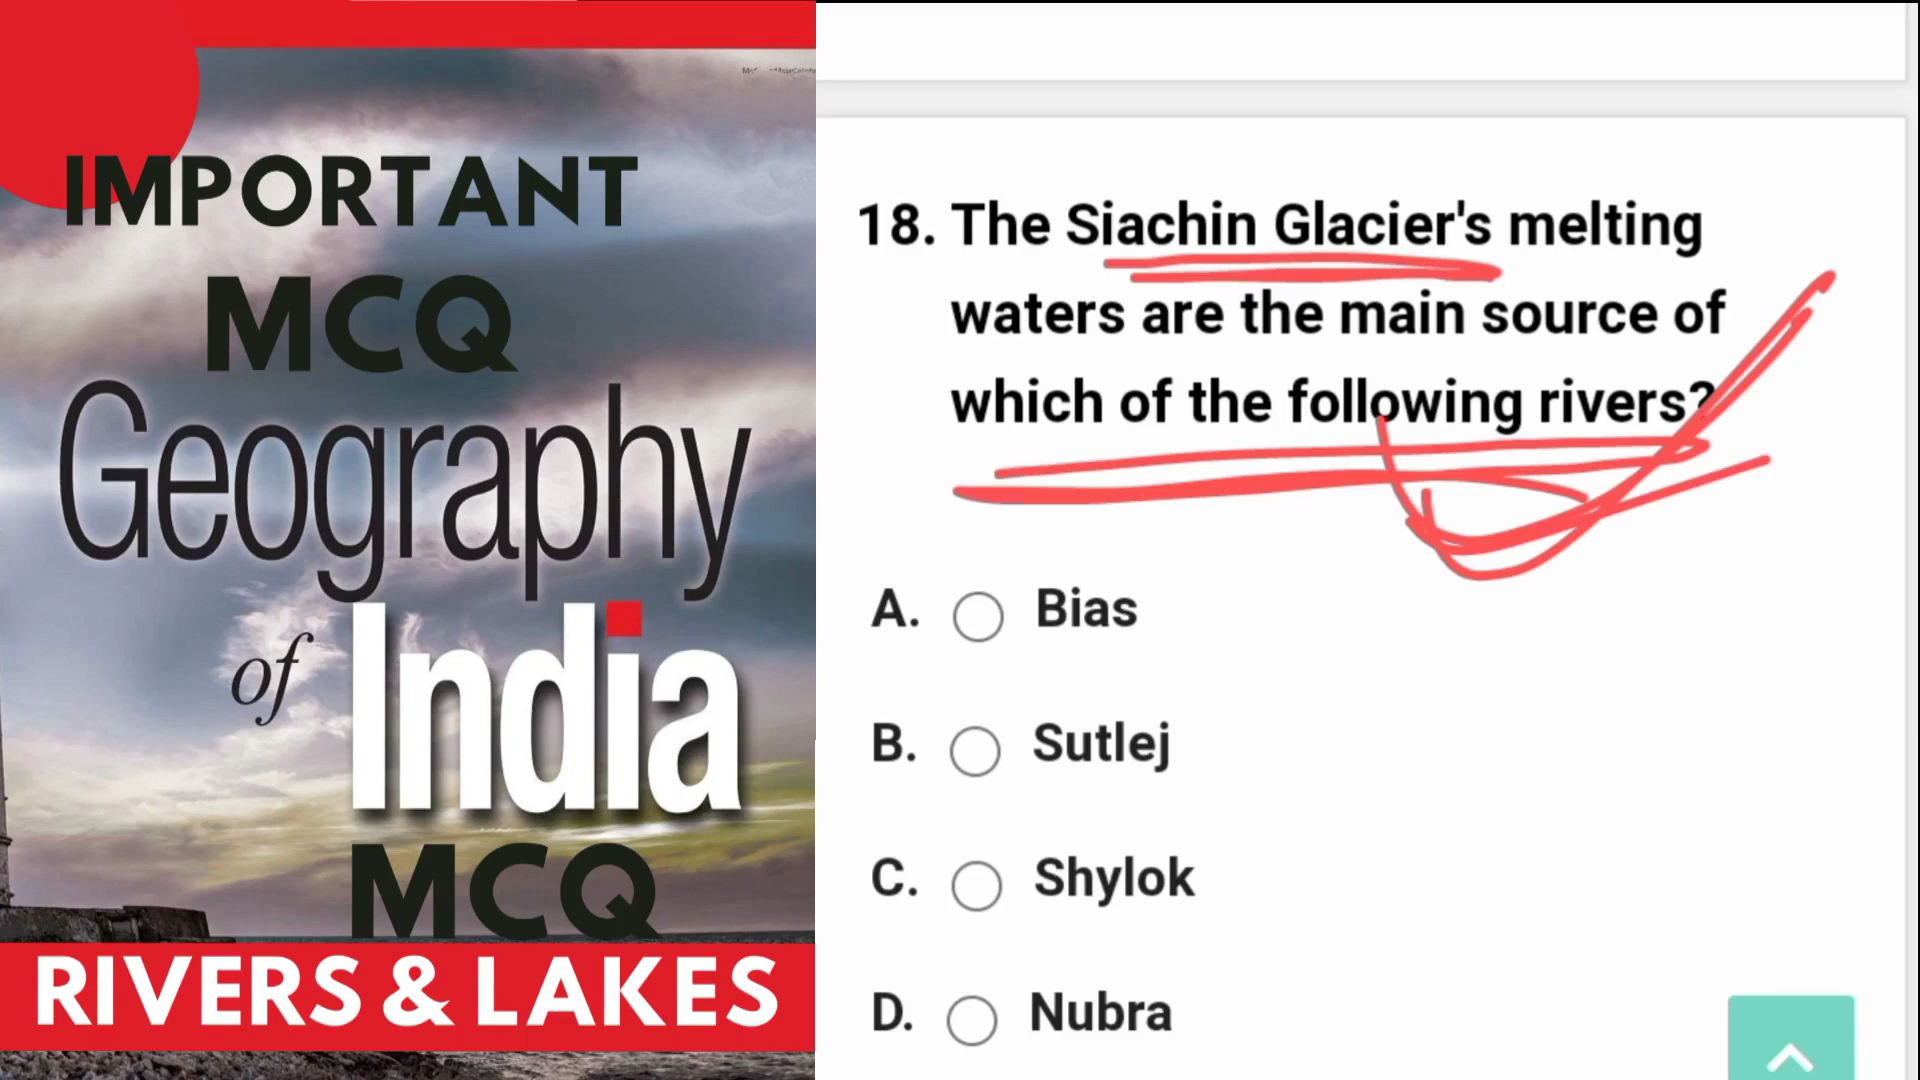 IMPORTANT
MCQ
Geography
of India
MCQ
RIVERS & LAKES
18. The Siachin Glacier's melting
waters are the main source of
which of the following rivers?
A. Bias
B. Sutlej
C. Shylok
D. Nubra